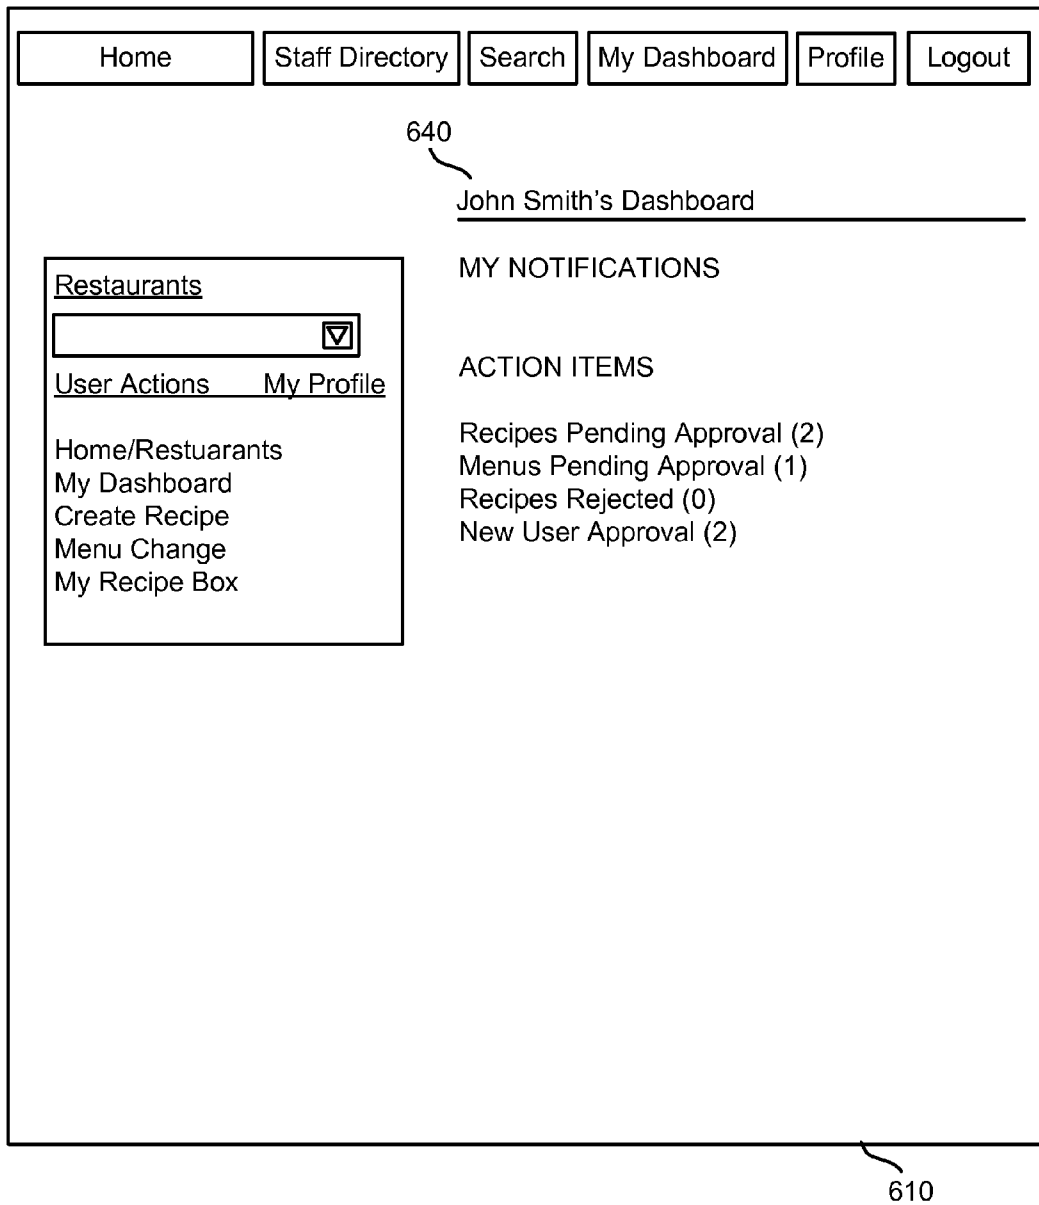 Home Staff Directory Search My Dashboard Profile Logout
640
John Smith's Dashboard
MY NOTIFICATIONS
Restaurants
ACTION ITEMS
User Actions My Profile
Recipes Pending Approval (2)
Menus Pending Approval (1)
Recipes Rejected (0)
New User Approval (2)
Home/Restuarants
My Dashboard
Create Recipe
Menu Change
My Recipe Box
610